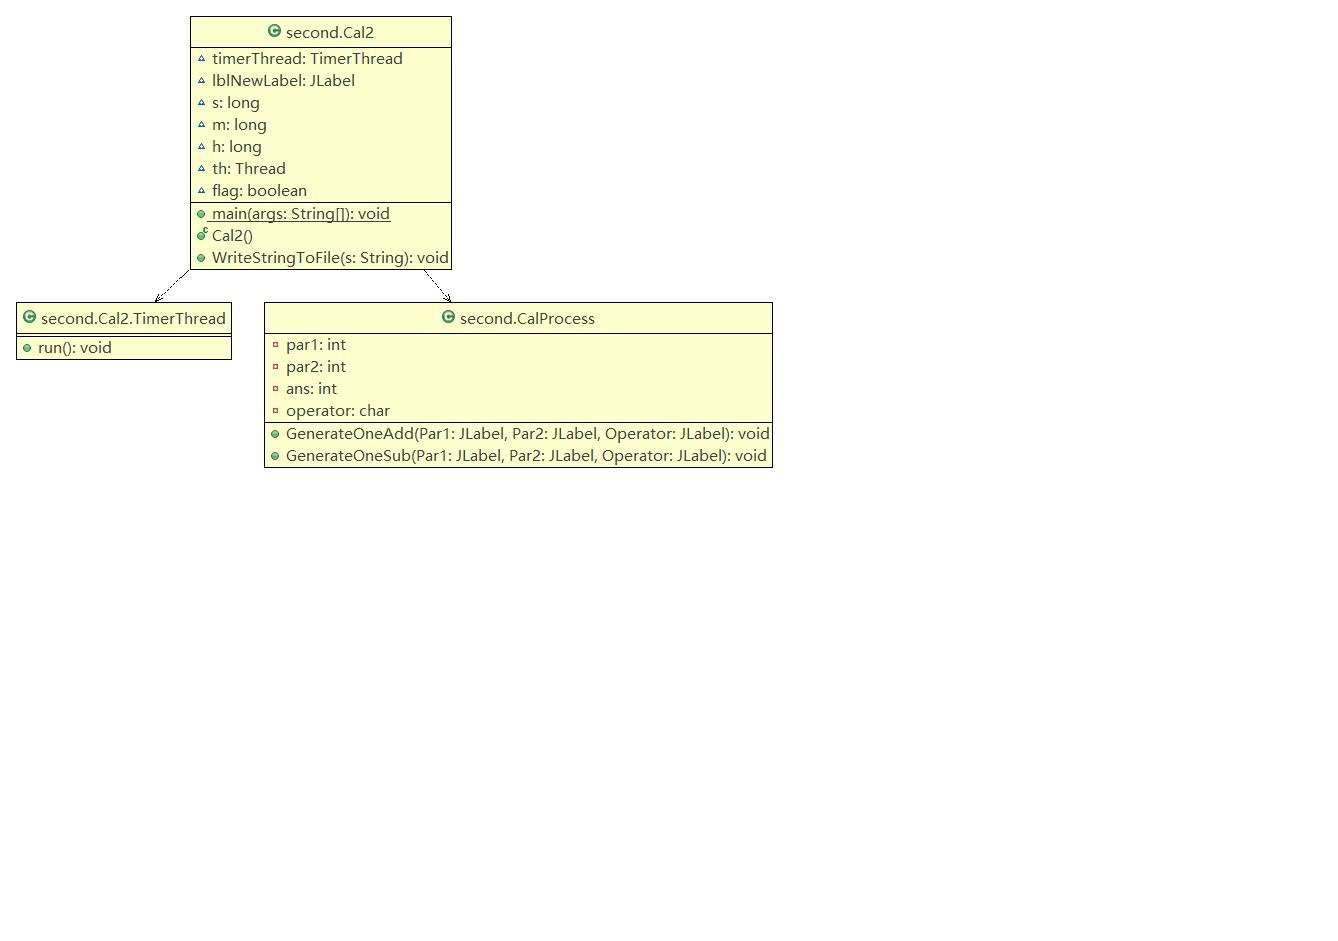 second.Cal2
timerThread: TimerThread
lblNewLabel: JLabel
s: long
m: long
h: long
th: Thread
flag: boolean
main(args: String[]): void
Cal2()
WriteStringToFile(s: String): void
second.Cal2.TimerThread
run(): void
second.CalProcess
par1: int
par2: int
ans: int
operator: char
GenerateOneAdd(Par1: JLabel, Par2: JLabel, Operator: JLabel): void
GenerateOneSub(Par1: JLabel, Par2: JLabel, Operator: JLabel): void